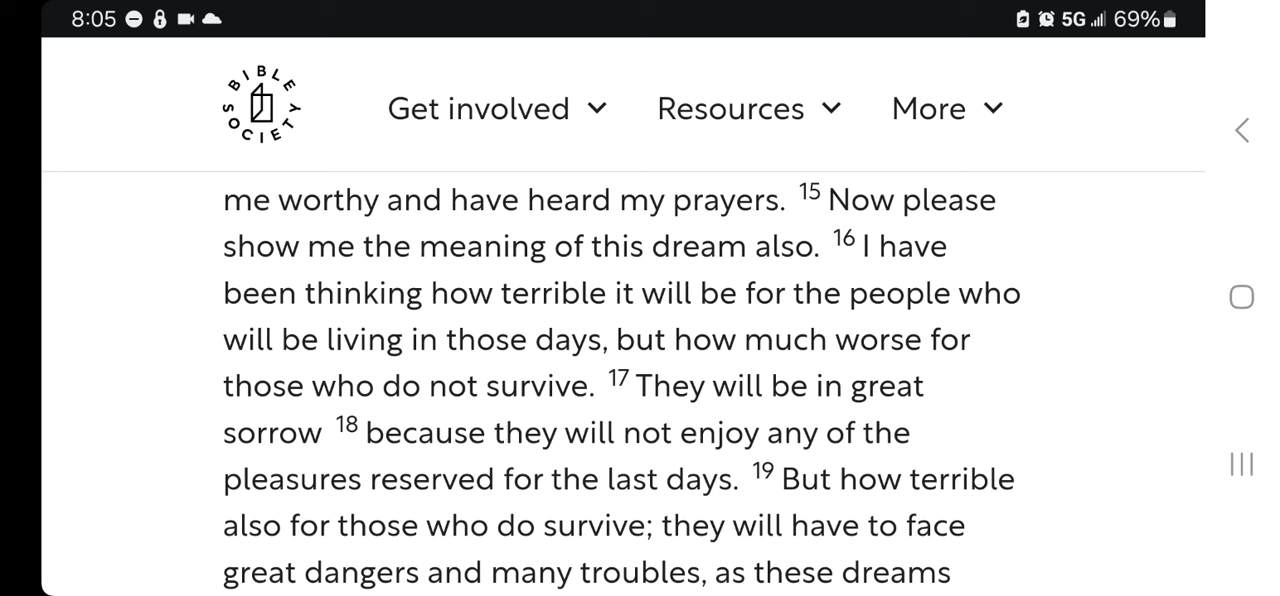 8:05
5G 69%
BIBLE SOCIETY
Get involved Resources More
me worthy and have heard my prayers. 15 Now please
show me the meaning of this dream also. 16 I have
been thinking how terrible it will be for the people who
will be living in those days, but how much worse for
those who do not survive. 17 They will be in great
sorrow 18 because they will not enjoy any of the
pleasures reserved for the last days. 19 But how terrible
also for those who do survive; they will have to face
great dangers and many troubles, as these dreams